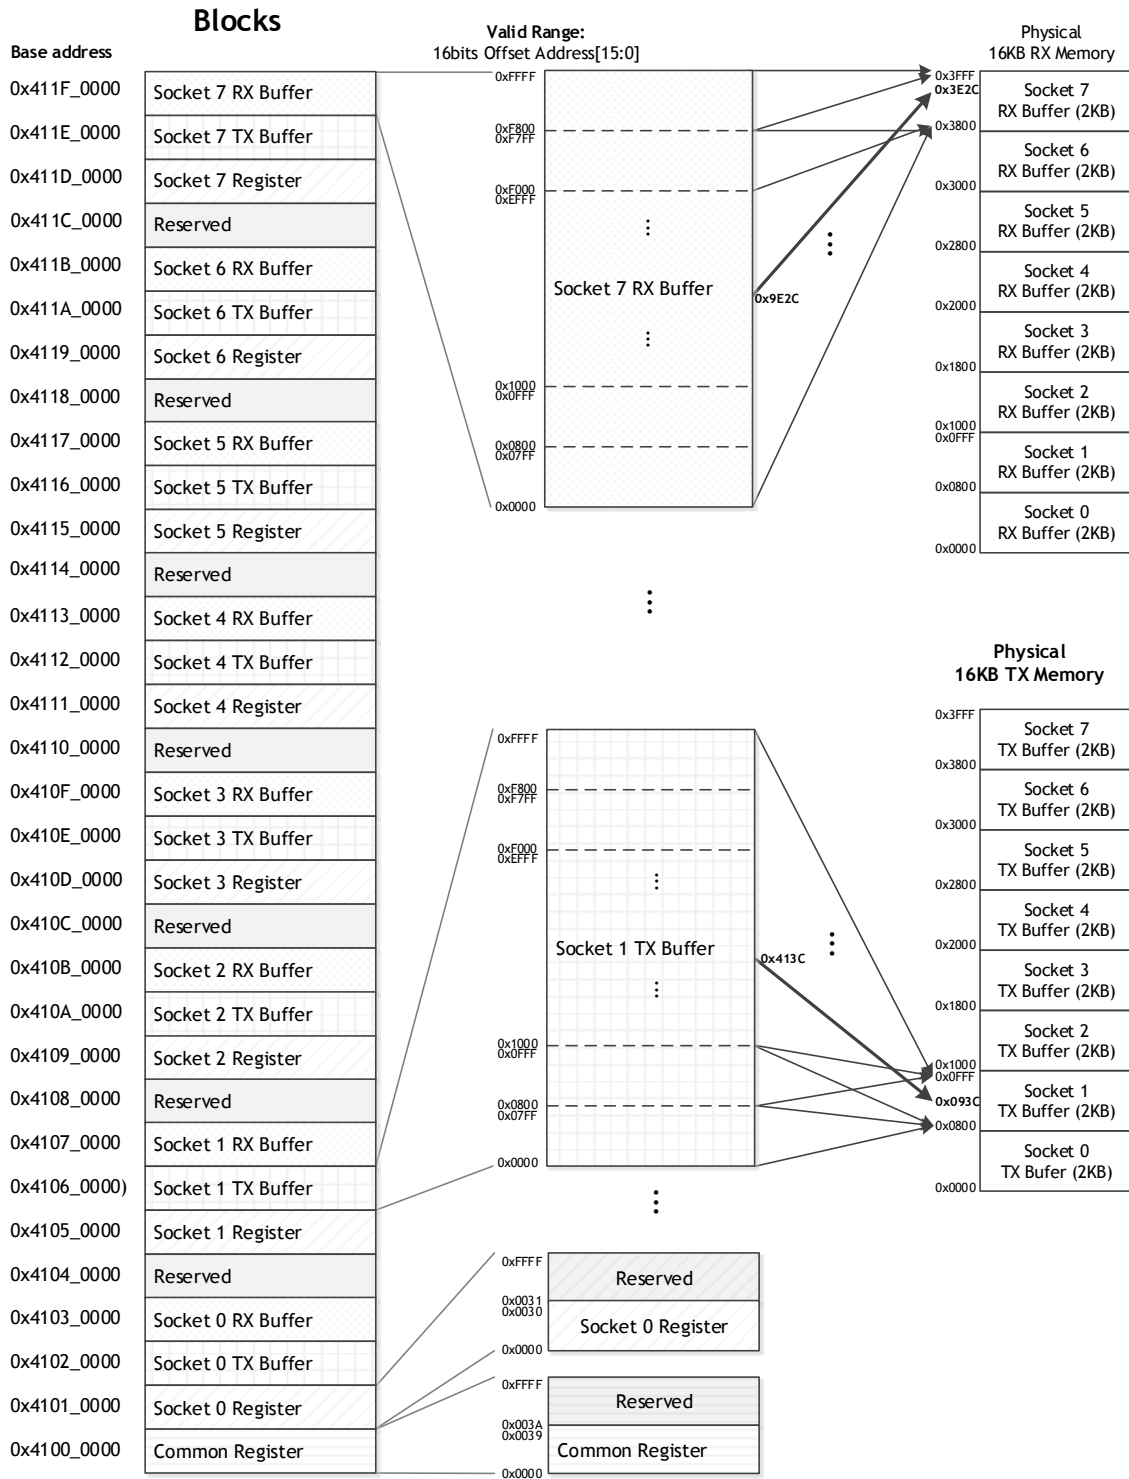 Blocks
Base address
0x411F_0000
Socket 7 RX Buffer
0x411E_0000
Socket 7 TX Buffer
0x411D_0000
Socket 7 Register
0x411C_0000
Reserved
0x411B_0000
Socket 6 RX Buffer
0x411A_0000
Socket 6 TX Buffer
0x4119_0000
Socket 6 Register
0x4118_0000
Reserved
0x4117_0000
Socket 5 RX Buffer
0x4116_0000
Socket 5 TX Buffer
0x4115_0000
Socket 5 Register
0x4114_0000
Reserved
0x4113_0000
Socket 4 RX Buffer
0x4112_0000
Socket 4 TX Buffer
0x4111_0000
Socket 4 Register
0x4110_0000
Reserved
0x410F_0000
Socket 3 RX Buffer
0x410E_0000
Socket 3 TX Buffer
0x410D_0000
Socket 3 Register
0x410C_0000
Reserved
0x410B_0000
Socket 2 RX Buffer
0x410A_0000
Socket 2 TX Buffer
0x4109_0000
Socket 2 Register
0x4108_0000
Reserved
0x4107_0000
Socket 1 RX Buffer
0x4106_0000)
Socket 1 TX Buffer
0x4105_0000
Socket 1 Register
0x4104_0000
Reserved
0x4103_0000
Socket 0 RX Buffer
0x4102_0000
Socket 0 TX Buffer
0x4101_0000
Socket 0 Register
0x4100_0000
Common Register
Valid Range:
16bits Offset Address[15:0]
0xFFFF
0xF800
0xF7FF
0xF000
0xEFFF
Socket 7 RX Buffer
0x9E2C
0x1000
0x0FFF
0x0800
0x07FF
0x0000
Physical
16KB RX Memory
0x3FFF
0x3E2C
Socket 7
RX Buffer (2KB)
0x3800
Socket 6
RX Buffer (2KB)
0x3000
Socket 5
RX Buffer (2KB)
0x2800
Socket 4
RX Buffer (2KB)
0x2000
Socket 3
RX Buffer (2KB)
0x1800
Socket 2
RX Buffer (2KB)
0x1000
0x0FFF
Socket 1
RX Buffer (2KB)
0x0800
Socket 0
RX Buffer (2KB)
0x0000
0xFFFF
0xF800
0xF7FF
0xF000
0xEFFF
Socket 1 TX Buffer
0x413C
0x1000
0x0FFF
0x0800
0x07FF
0x0000
Physical
16KB TX Memory
0x3FFF
Socket 7
TX Buffer (2KB)
0x3800
Socket 6
TX Buffer (2KB)
0x3000
Socket 5
TX Buffer (2KB)
0x2800
Socket 4
TX Buffer (2KB)
0x2000
Socket 3
TX Buffer (2KB)
0x1800
Socket 2
TX Buffer (2KB)
0x1000
0x0FFF
Socket 1
TX Buffer (2KB)
0x093C
0x0800
Socket 0
TX Bufer (2KB)
0x0000
0xFFFF
Reserved
0x0031
0x0030
Socket 0 Register
0x0000
0xFFFF
Reserved
0x003A
0x0039
Common Register
0x0000